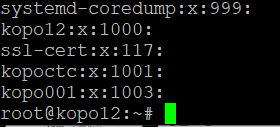 systemd-coredump:x:999:
kopo12:x:1000:
ssl-cert:x:117:
kopoctc:x:1001:
kopo001:x:1003:
root@kopo12:~#